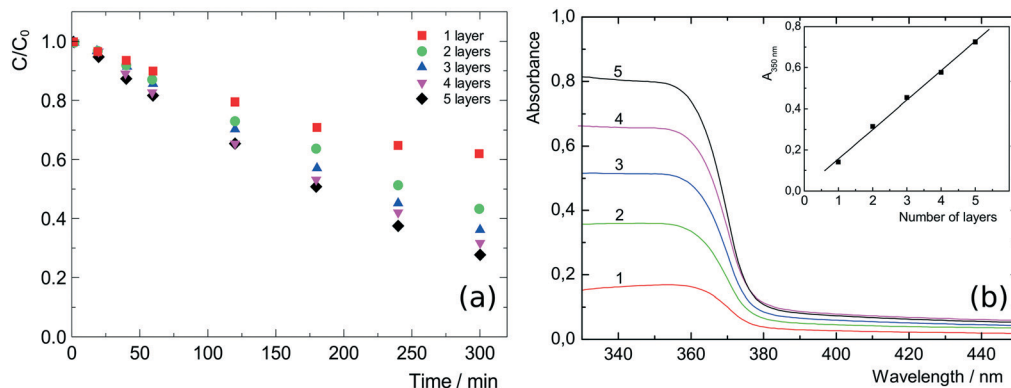 C/C0
1.0
0.8
0.6
0.4
0.2
0.0
0 50 100 150 200 250 300
Time / min
1 layer
2 layers
3 layers
4 layers
5 layers
(a)
Absorbance
1,0
0,8
0,6
0,4
0,2
0,0
340 360 380 400 420 440
Wavelength / nm
5
4
3
2
1
(b)
A350 nm
0,8
0,6
0,4
0,2
0,0
1 2 3 4 5
Number of layers